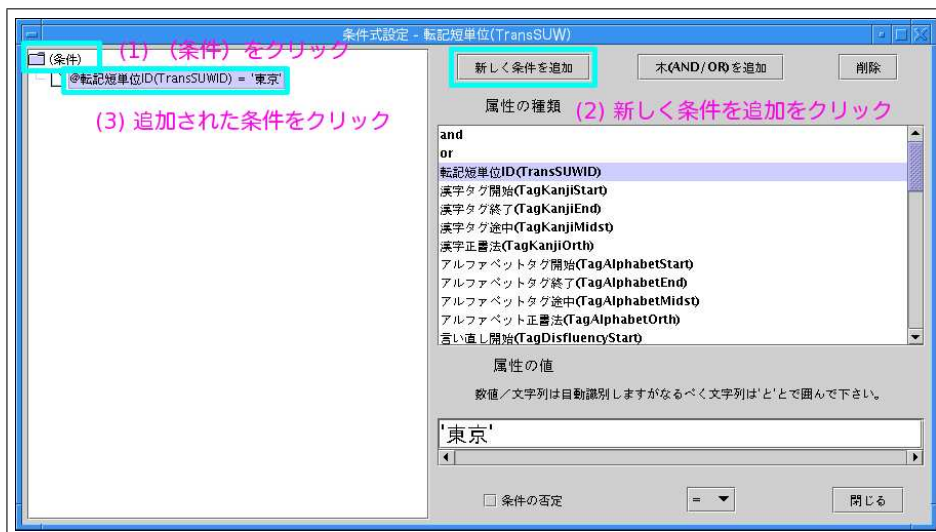 条件式設定 - 転記短単位(TransSUW)
(条件)
(1) （条件）をクリック
@転記短単位ID(TransSUWID) = '東京'
(3) 追加された条件をクリック
新しく条件を追加
木(AND/OR)を追加
削除
属性の種類
(2) 新しく条件を追加をクリック
and
or
転記短単位ID(TransSUWID)
漢字タグ開始(TagKanjiStart)
漢字タグ終了(TagKanjiEnd)
漢字タグ途中(TagKanjiMidst)
漢字正書法(TagKanjiOrth)
アルファベットタグ開始(TagAlphabetStart)
アルファベットタグ終了(TagAlphabetEnd)
アルファベットタグ途中(TagAlphabetMidst)
アルファベット正書法(TagAlphabetOrth)
言い直し開始(TagDisfluencyStart)
属性の値
数値／文字列は自動識別しますがなるべく文字列は'と'とで囲んで下さい。
'東京'
条件の否定
=
閉じる